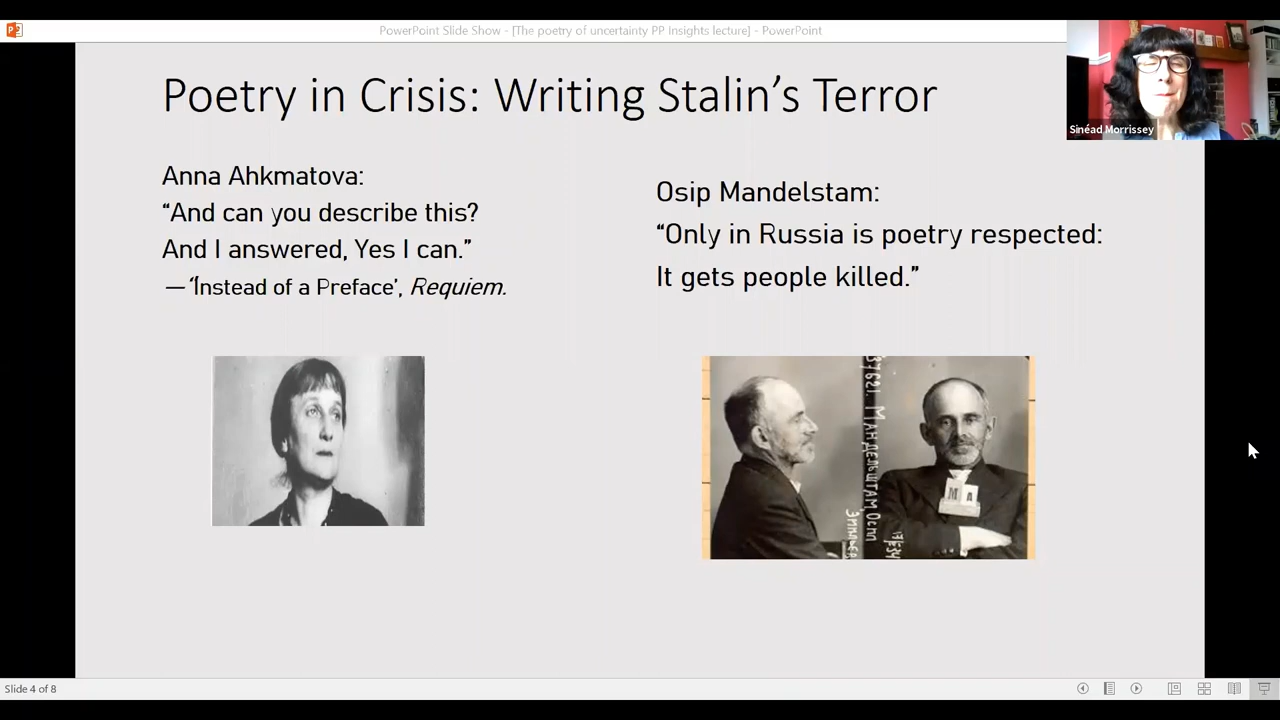 PowerPoint Slide Show - [The poetry of uncertainty PP Insights lecture] - PowerPoint
Sinéad Morrissey
Poetry in Crisis: Writing Stalin’s Terror
Anna Ahkmatova:
“And can you describe this?
And I answered, Yes I can.”
—‘Instead of a Preface’, Requiem.
Osip Mandelstam:
“Only in Russia is poetry respected:
It gets people killed.”
Мандельштам Осип
Slide 4 of 8